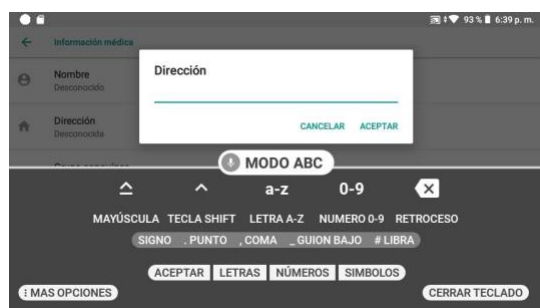 93 % 6:39 p. m.
Información médica
Nombre
Desconocido
Dirección
Desconocida
Dirección
CANCELAR ACEPTAR
MODO ABC
a-z 0-9
MAYÚSCULA TECLA SHIFT LETRA A-Z NUMERO 0-9 RETROCESO
SIGNO . PUNTO , COMA _ GUION BAJO # LIBRA
ACEPTAR LETRAS NÚMEROS SIMBOLOS
MAS OPCIONES CERRAR TECLADO